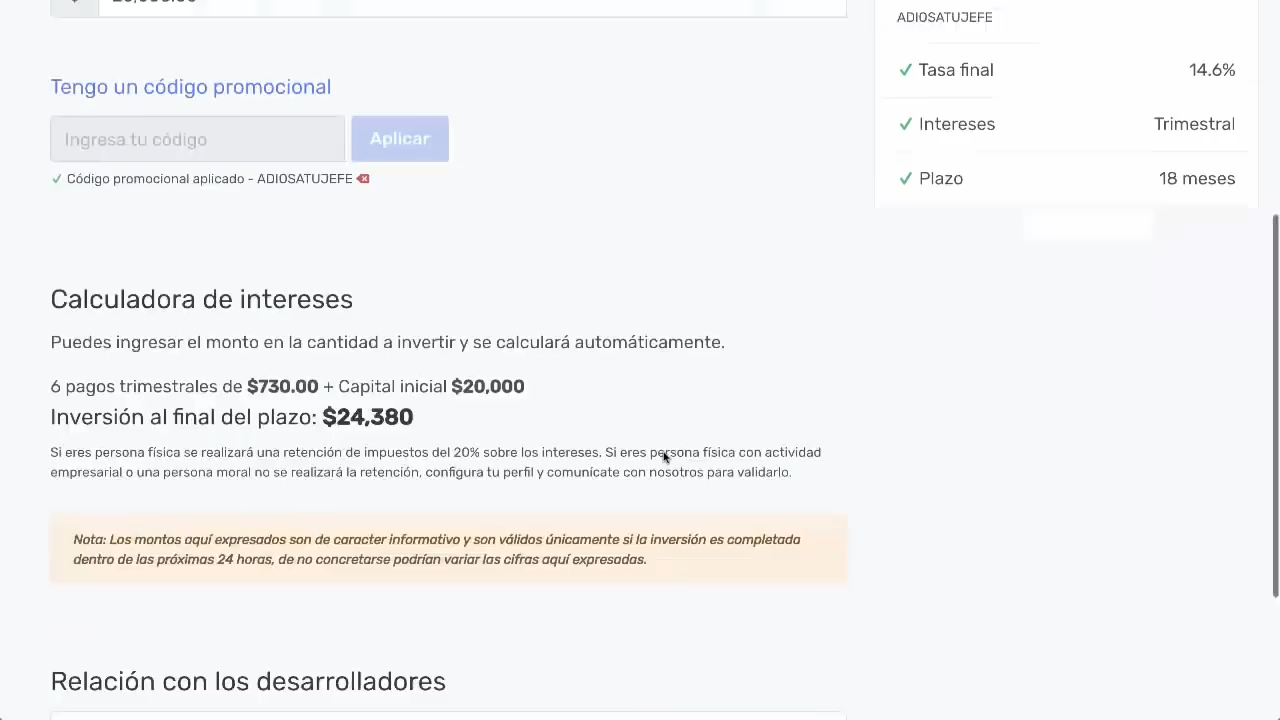 Tengo un código promocional
Ingresa tu código
Aplicar
Código promocional aplicado - ADIOSATUJEFE
Calculadora de intereses
Puedes ingresar el monto en la cantidad a invertir y se calculará automáticamente.
6 pagos trimestrales de $730.00 + Capital inicial $20,000
Inversión al final del plazo: $24,380
Si eres persona física se realizará una retención de impuestos del 20% sobre los intereses. Si eres persona física con actividad
empresarial o una persona moral no se realizará la retención, configura tu perfil y comunícate con nosotros para validarlo.
Nota: Los montos aquí expresados son de caracter informativo y son válidos únicamente si la inversión es completada
dentro de las próximas 24 horas, de no concretarse podrían variar las cifras aquí expresadas.
Relación con los desarrolladores
ADIOSATUJEFE
Tasa final 14.6%
Intereses Trimestral
Plazo 18 meses